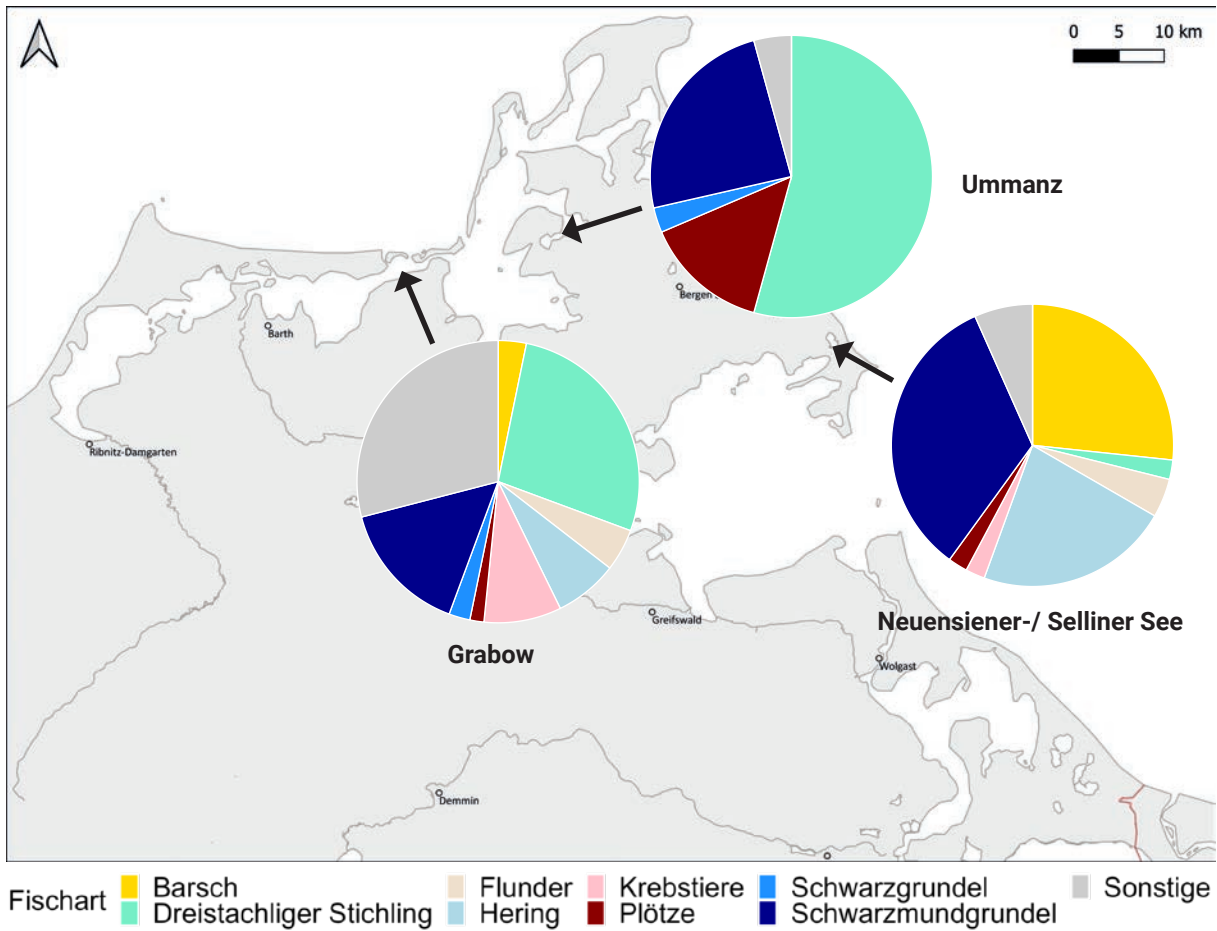 0 5 10 km
Ummanz
Bergen
Barth
Ribnitz-Damgarten
Greifswald
Neuensiener-/ Selliner See
Grabow
Wolgast
Demmin
Fischart
Barsch
Flunder
Krebstiere
Schwarzgrundel
Sonstige
Dreistachliger Stichling
Hering
Plötze
Schwarzmundgrundel